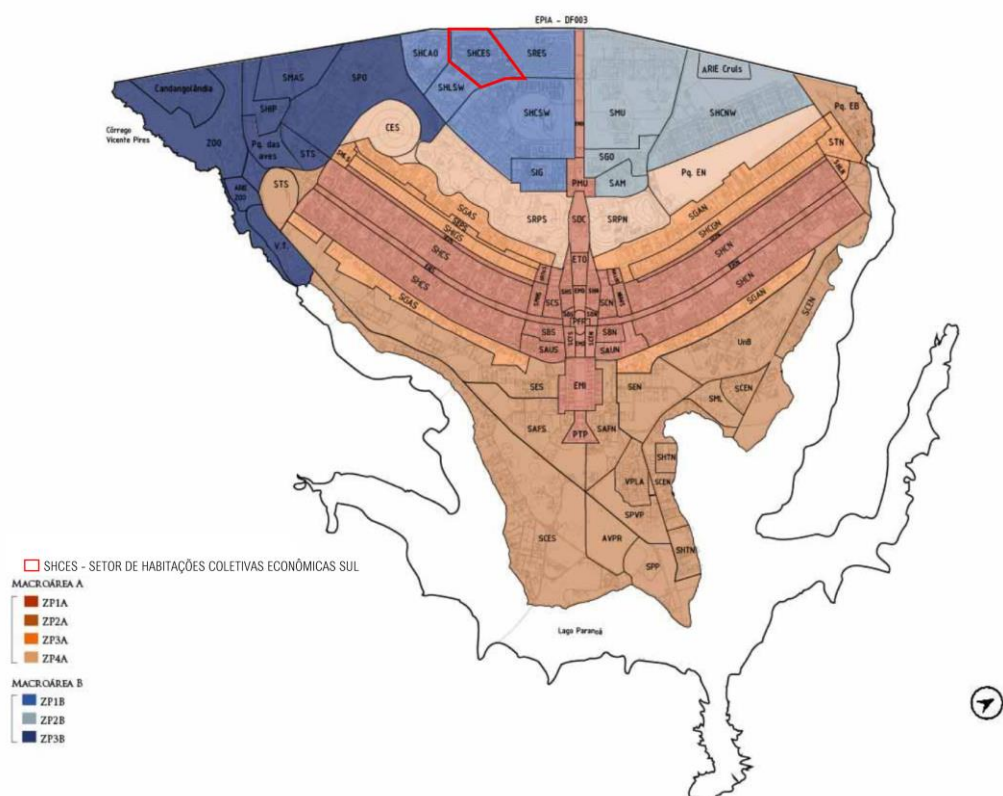 EPIA - DF003
SHCAO
SHCES
SRES
ARIE Cruls
Candangolândia
SMAS
SPO
SHLSW
SHCSW
SMU
SHCNW
Pq. EB
SHIP
Córrego
Vicente Pires
ZOO
Pq. das
aves
STS
CES
SIG
SGO
SAM
PMU
Pq. EN
STN
ARIE
ZOO
STS
V.T.
SGAS
SRPS
SDC
SRPN
SGAN
SHCGN
SHCS
SHCS
SGAS
ETO
SHCN
SHCN
SGAN
SCS
SCN
SBS
SBN
SAUS
SAUN
SCEN
UnB
SES
EMI
SEN
SML
SCEN
SAFS
PTP
SAFN
SHTN
VPLA
SCEN
SPVP
SCES
AVPR
SHTN
SPP
Lago Paranoá
SHCES - SETOR DE HABITAÇÕES COLETIVAS ECONÔMICAS SUL
MACROÁREA A
ZP1A
ZP2A
ZP3A
ZP4A
MACROÁREA B
ZP1B
ZP2B
ZP3B